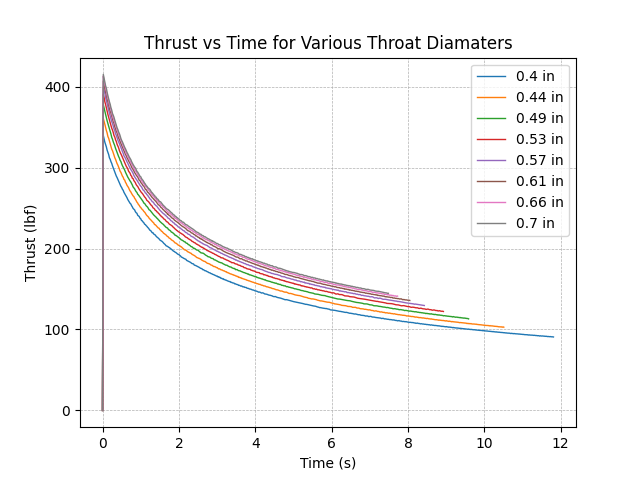 Thrust vs Time for Various Throat Diamaters
400
300
200
100
0
Thrust (lbf)
0.4 in
0.44 in
0.49 in
0.53 in
0.57 in
0.61 in
0.66 in
0.7 in
0 2 4 6 8 10 12
Time (s)